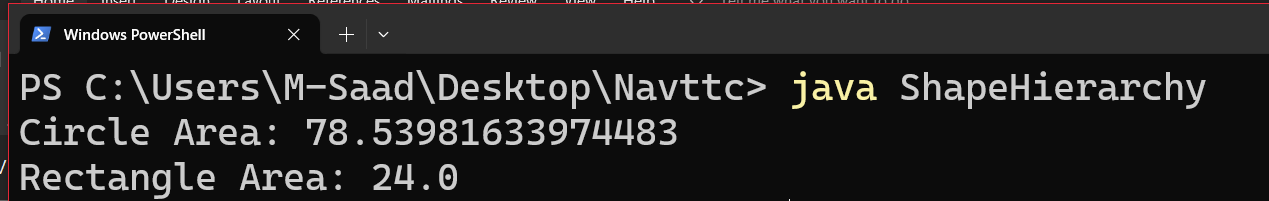 Windows PowerShell
PS C:\Users\M-Saad\Desktop\Navttc> java ShapeHierarchy
Circle Area: 78.53981633974483
Rectangle Area: 24.0